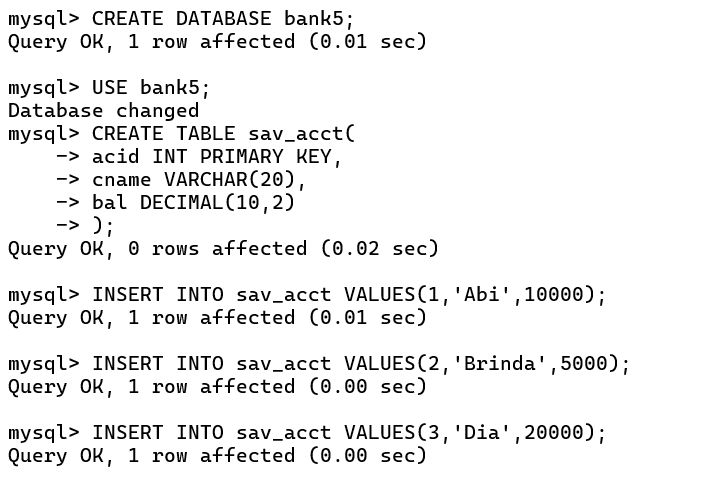 mysql> CREATE DATABASE bank5;
Query OK, 1 row affected (0.01 sec)

mysql> USE bank5;
Database changed
mysql> CREATE TABLE sav_acct(
    -> acid INT PRIMARY KEY,
    -> cname VARCHAR(20),
    -> bal DECIMAL(10,2)
    -> );
Query OK, 0 rows affected (0.02 sec)

mysql> INSERT INTO sav_acct VALUES(1,'Abi',10000);
Query OK, 1 row affected (0.01 sec)

mysql> INSERT INTO sav_acct VALUES(2,'Brinda',5000);
Query OK, 1 row affected (0.00 sec)

mysql> INSERT INTO sav_acct VALUES(3,'Dia',20000);
Query OK, 1 row affected (0.00 sec)